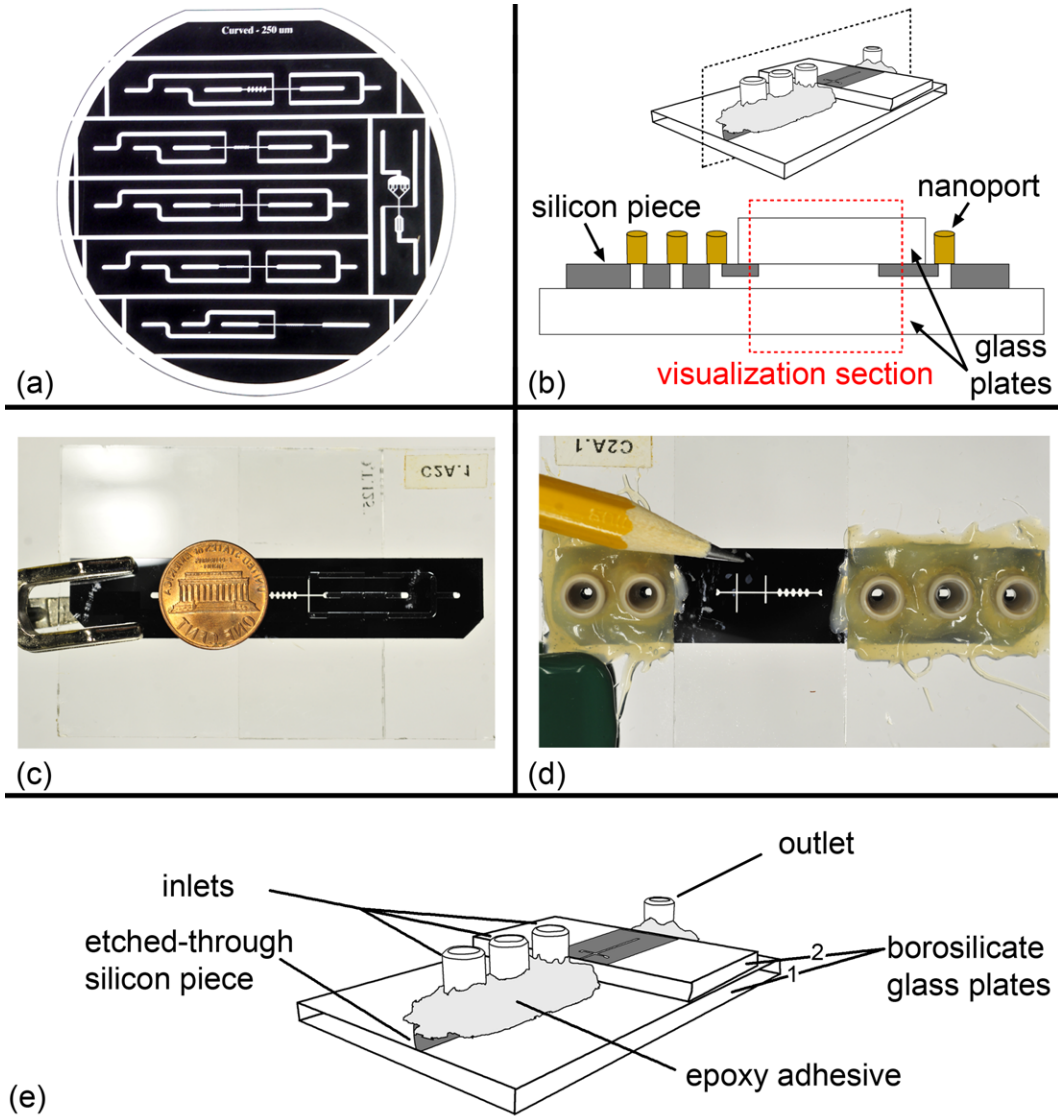 Curved - 250 um
(a)
silicon piece
nanoport
glass
plates
visualization section
(b)
C2A.1
(c)
C2A.1
(d)
inlets
outlet
etched-through
silicon piece
2
1
borosilicate
glass plates
epoxy adhesive
(e)